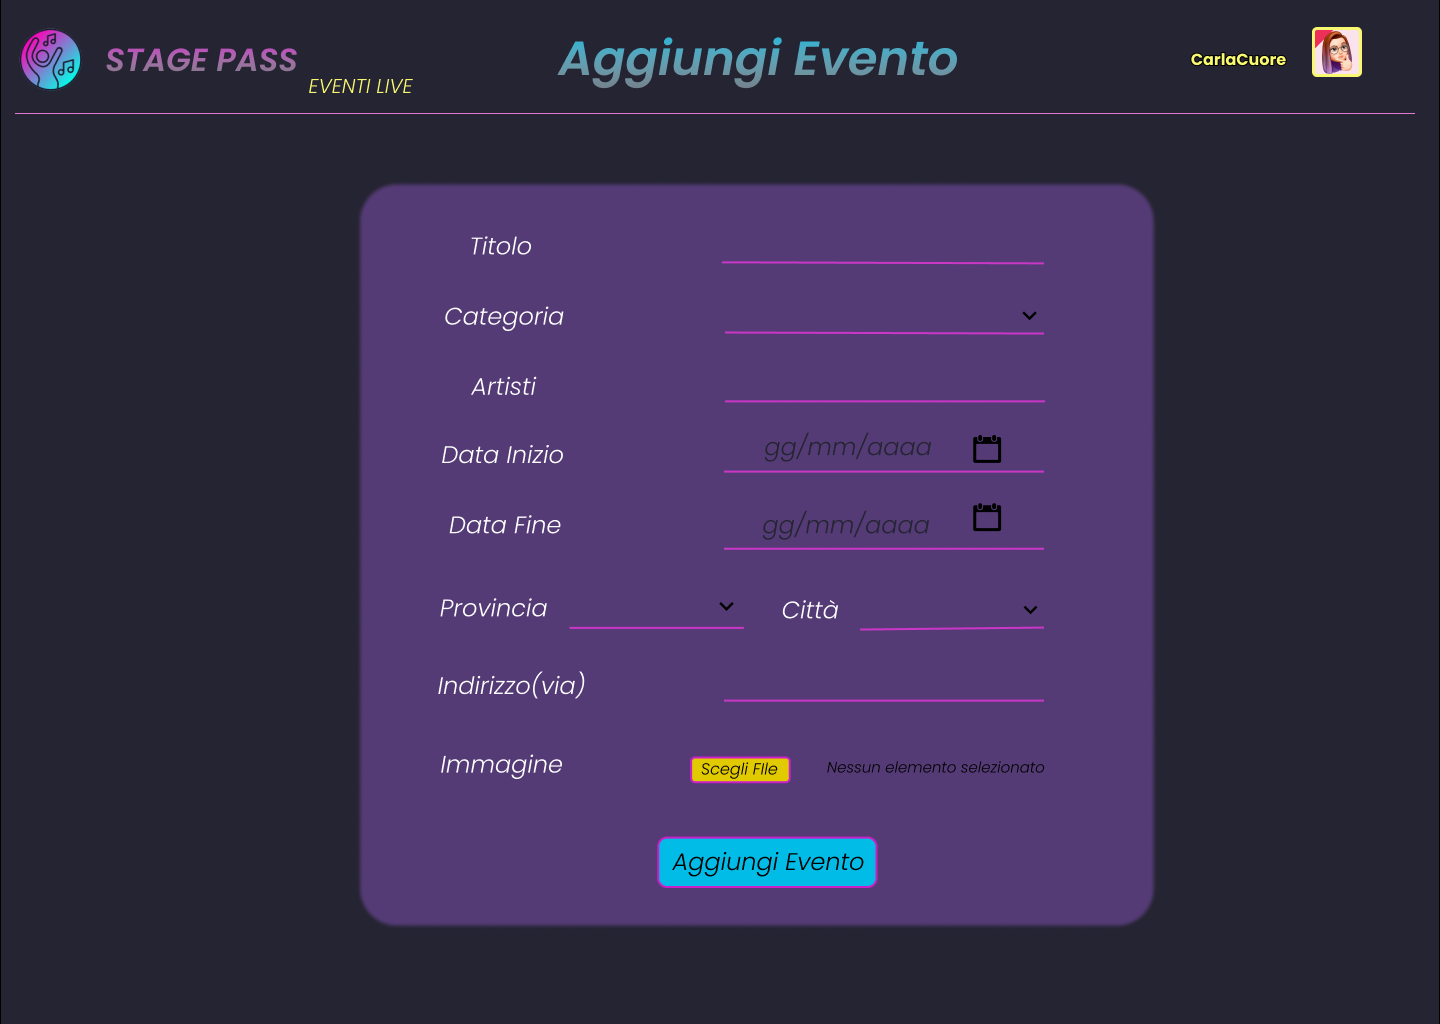 STAGE PASS
EVENTI LIVE
Aggiungi Evento
CarlaCuore
Titolo
Categoria
Artisti
Data Inizio gg/mm/aaaa
Data Fine gg/mm/aaaa
Provincia Città
Indirizzo(via)
Immagine Scegli FIle Nessun elemento selezionato
Aggiungi Evento